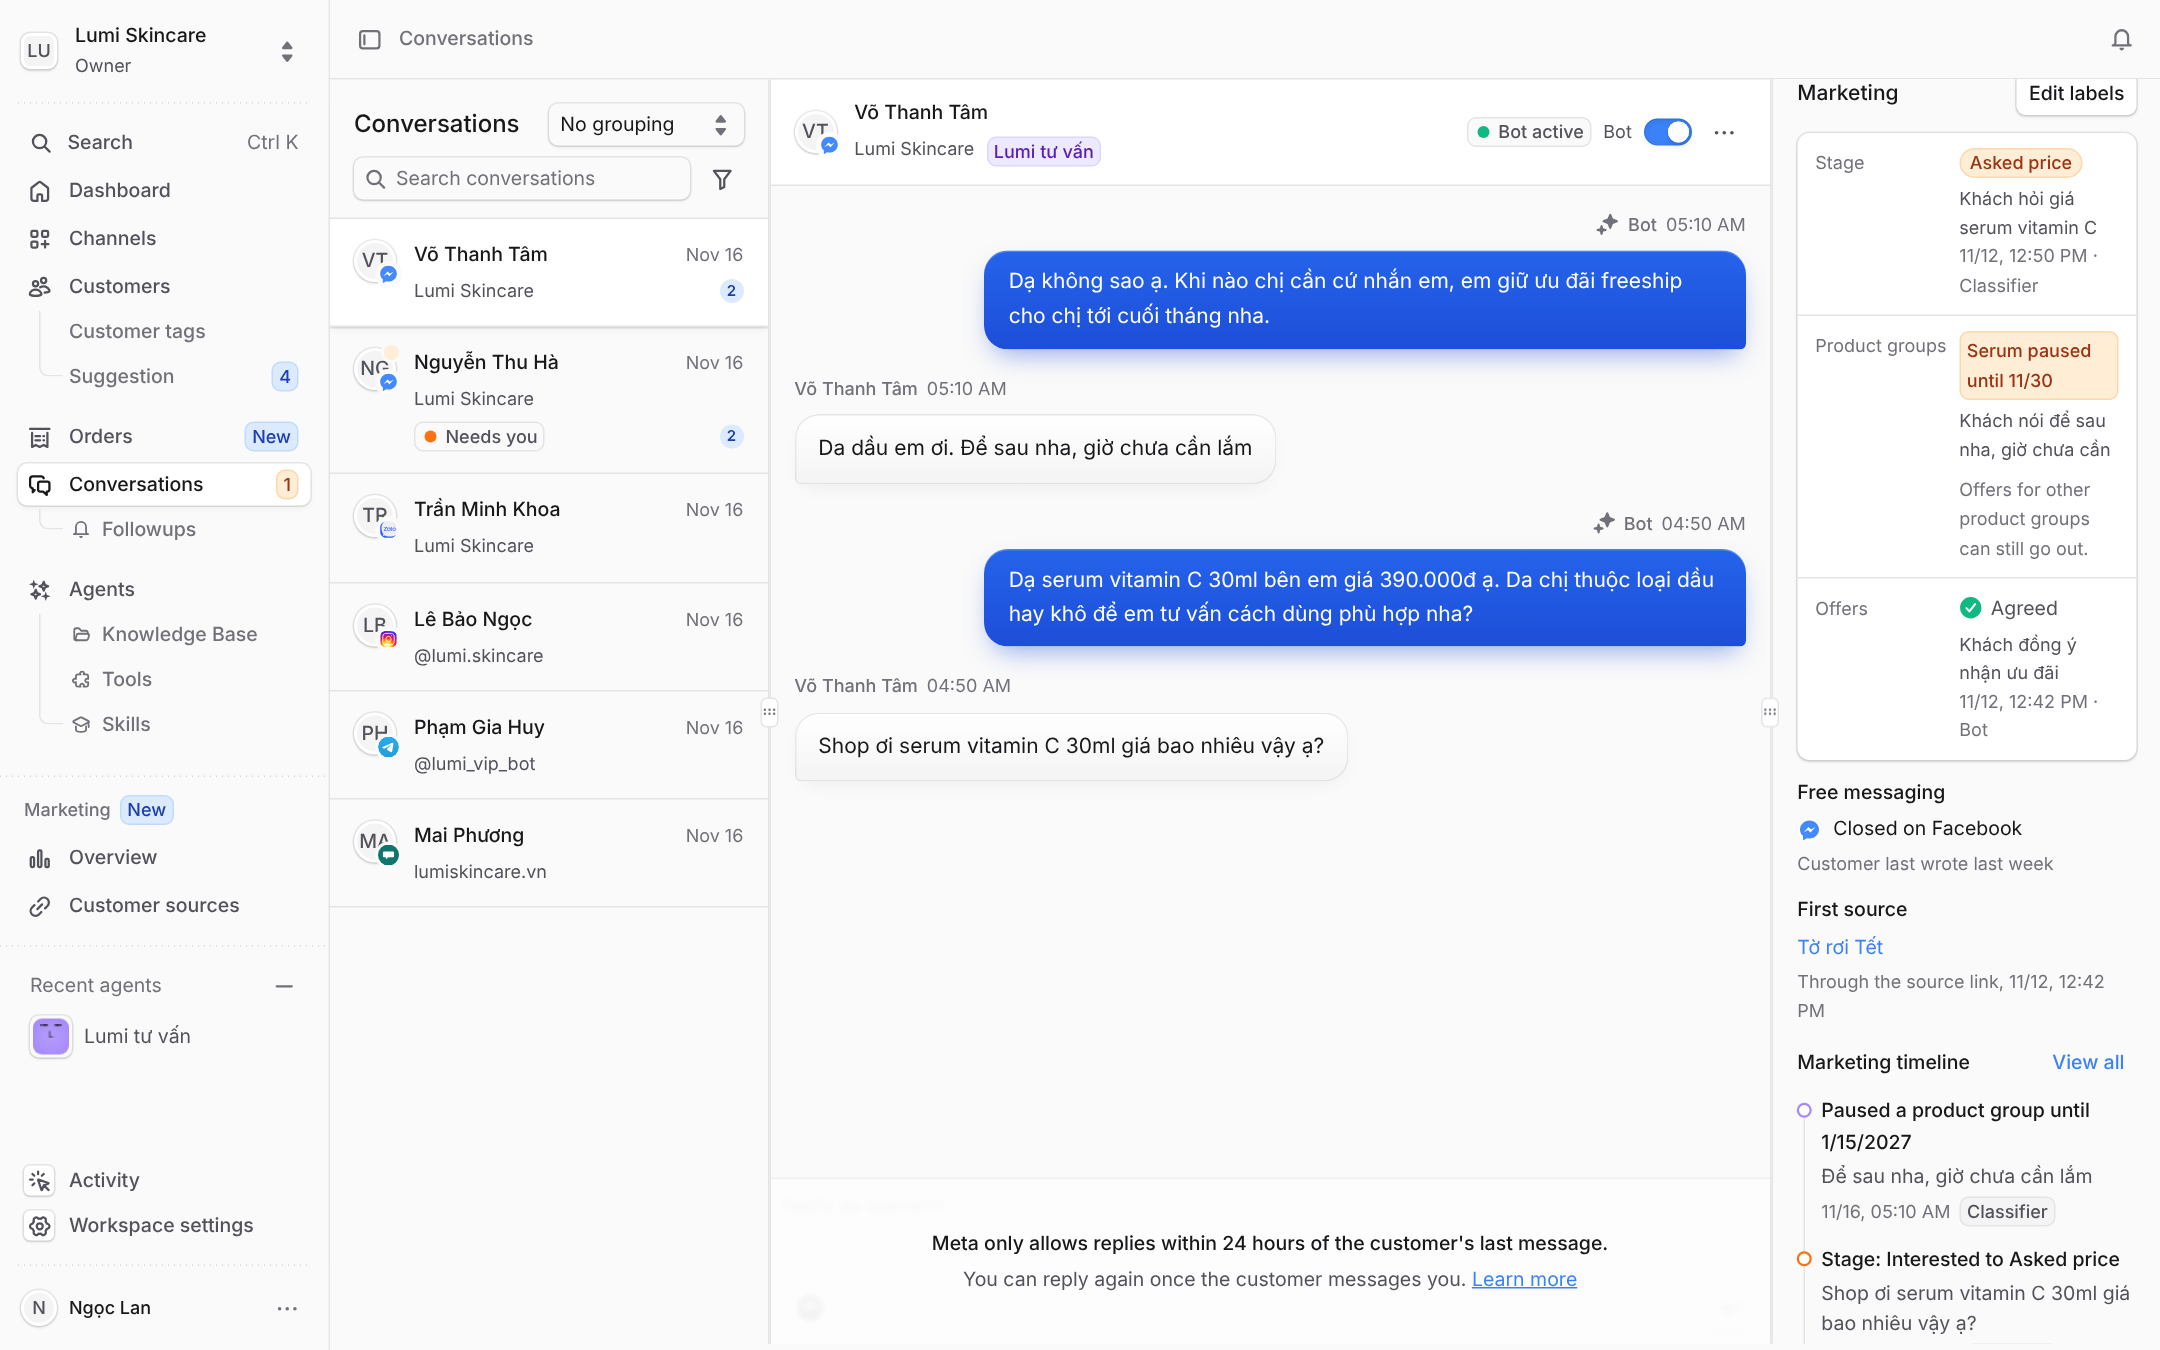 LU
Lumi Skincare
Owner
Search
Ctrl K
Dashboard
Channels
Customers
Customer tags
Suggestion
4
Orders
New
Conversations
1
Followups
Agents
Knowledge Base
Tools
Skills
Marketing
New
Overview
Customer sources
Recent agents
Lumi tư vấn
Activity
Workspace settings
N
Ngọc Lan
Conversations
Conversations
No grouping
Search conversations
VT
Võ Thanh Tâm
Nov 16
Lumi Skincare
2
NG
Nguyễn Thu Hà
Nov 16
Lumi Skincare
Needs you
2
TR
Trần Minh Khoa
Nov 16
Zalo
Lumi Skincare
Lê Bảo Ngọc
Nov 16
@lumi.skincare
PH
Phạm Gia Huy
Nov 16
@lumi_vip_bot
MA
Mai Phương
Nov 16
lumiskincare.vn
VT
Võ Thanh Tâm
Lumi Skincare
Lumi tư vấn
Bot active
Bot
Bot 05:10 AM
Dạ không sao ạ. Khi nào chị cần cứ nhắn em, em giữ ưu đãi freeship
cho chị tới cuối tháng nha.
Võ Thanh Tâm 05:10 AM
Da dầu em ơi. Để sau nha, giờ chưa cần lắm
Bot 04:50 AM
Dạ serum vitamin C 30ml bên em giá 390.000đ ạ. Da chị thuộc loại dầu
hay khô để em tư vấn cách dùng phù hợp nha?
Võ Thanh Tâm 04:50 AM
Shop ơi serum vitamin C 30ml giá bao nhiêu vậy ạ?
Meta only allows replies within 24 hours of the customer's last message.
You can reply again once the customer messages you. Learn more
Marketing
Edit labels
Stage
Asked price
Khách hỏi giá
serum vitamin C
11/12, 12:50 PM ·
Classifier
Product groups
Serum paused
until 11/30
Khách nói để sau
nha, giờ chưa cần
Offers for other
product groups
can still go out.
Offers
Agreed
Khách đồng ý
nhận ưu đãi
11/12, 12:42 PM ·
Bot
Free messaging
Closed on Facebook
Customer last wrote last week
First source
Tờ rơi Tết
Through the source link, 11/12, 12:42
PM
Marketing timeline
View all
Paused a product group until
1/15/2027
Để sau nha, giờ chưa cần lắm
11/16, 05:10 AM
Classifier
Stage: Interested to Asked price
Shop ơi serum vitamin C 30ml giá
bao nhiêu vậy ạ?